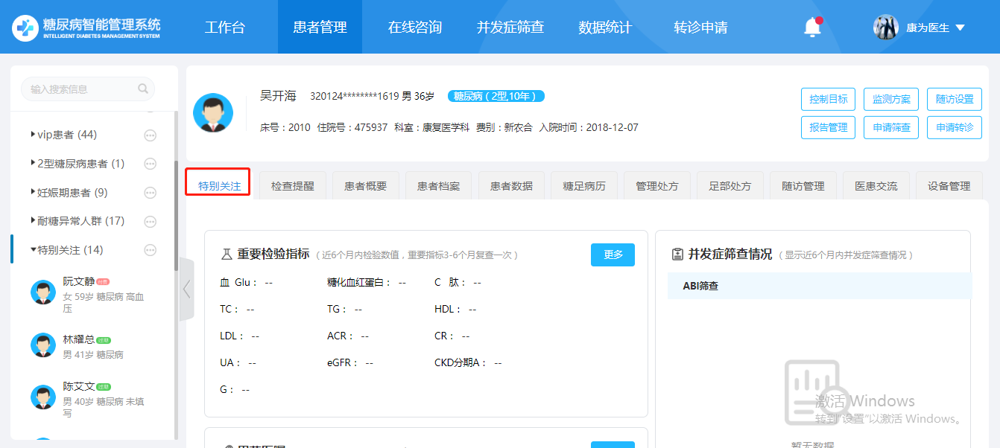 糖尿病智能管理系统
INTELLIGENT DIABETES MANAGEMENT SYSTEM
工作台 患者管理 在线咨询 并发症筛查 数据统计 转诊申请 康为医生
输入搜索信息
vip患者 (44)
2型糖尿病患者 (1)
妊娠期患者 (9)
耐糖异常人群 (17)
特别关注 (14)
阮文静
女 59岁 糖尿病 高血
压
林耀总 过期
男 41岁 糖尿病
陈艾文 过期
男 40岁 糖尿病 未填
写
吴开海 320124********1619 男 36岁 糖尿病 ( 2型,10年 )
床号：2010 住院号：475937 科室：康复医学科 费别：新农合 入院时间：2018-12-07
控制目标 监测方案 随访设置
报告管理 申请筛查 申请转诊
特别关注 检查提醒 患者概要 患者档案 患者数据 糖足病历 管理处方 足部处方 随访管理 医患交流 设备管理
重要检验指标 ( 近6个月内检验数值，重要指标3-6个月复查一次 ) 更多
血 Glu： -- 糖化血红蛋白： -- C 肽： --
TC： -- TG： -- HDL： --
LDL： -- ACR： -- CR： --
UA： -- eGFR： -- CKD分期A： --
G： --
并发症筛查情况 ( 显示近6个月内并发症筛查情况 )
ABI筛查
激活 Windows
转到"设置"以激活 Windows。
暂无数据